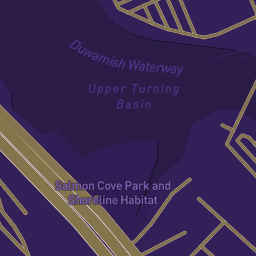 Duwamish Waterway
Upper Turning
Basin
Salmon Cove Park and
Shoreline Habitat